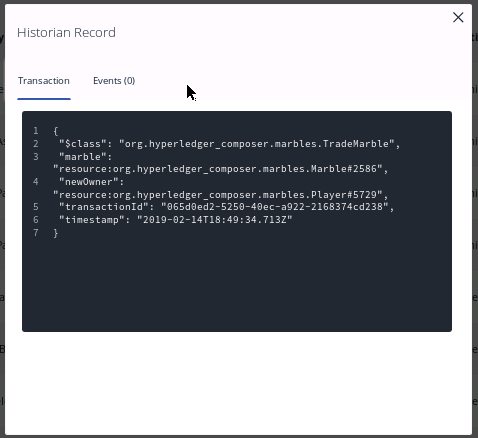 Historian Record
Transaction
Events (0)
1 {
2 "$class": "org.hyperledger_composer.marbles.TradeMarble",
3 "marble":
"resource:org.hyperledger_composer.marbles.Marble#2586",
4 "newOwner":
"resource:org.hyperledger_composer.marbles.Player#5729",
5 "transactionId": "065d0ed2-5250-40ec-a922-2168374cd238",
6 "timestamp": "2019-02-14T18:49:34.713Z"
7 }